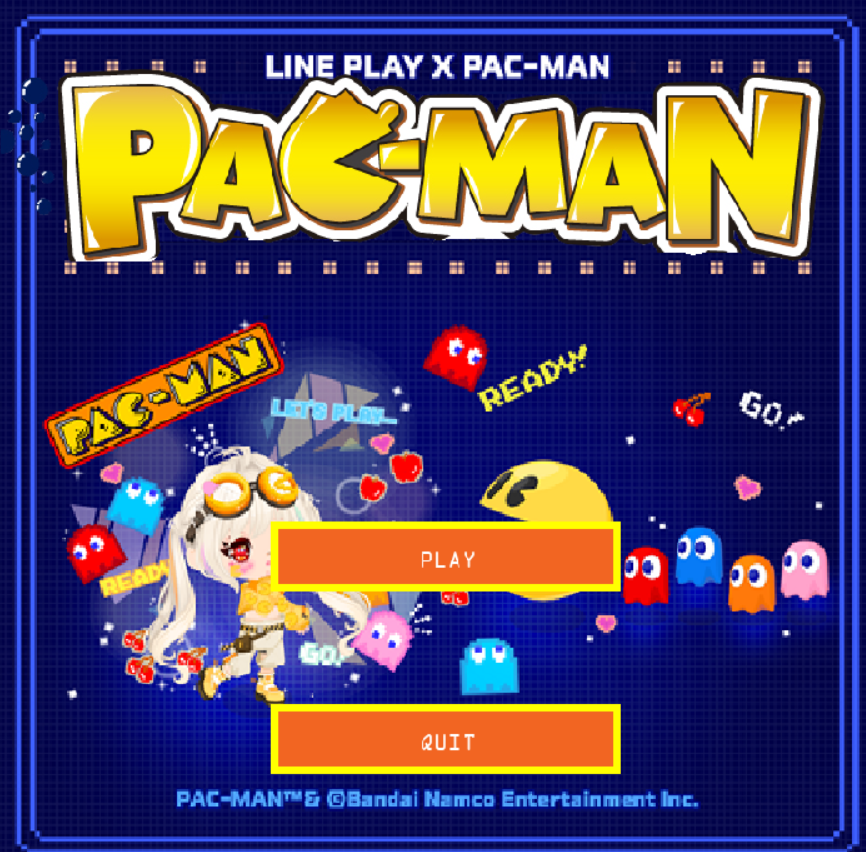 LINE PLAY X PAC-MAN
PAC-MAN
PAC-MAN
READY!
GO!
LET'S PLAY...
PLAY
READY
GO!
QUIT
PAC-MAN™& ©Bandai Namco Entertainment Inc.